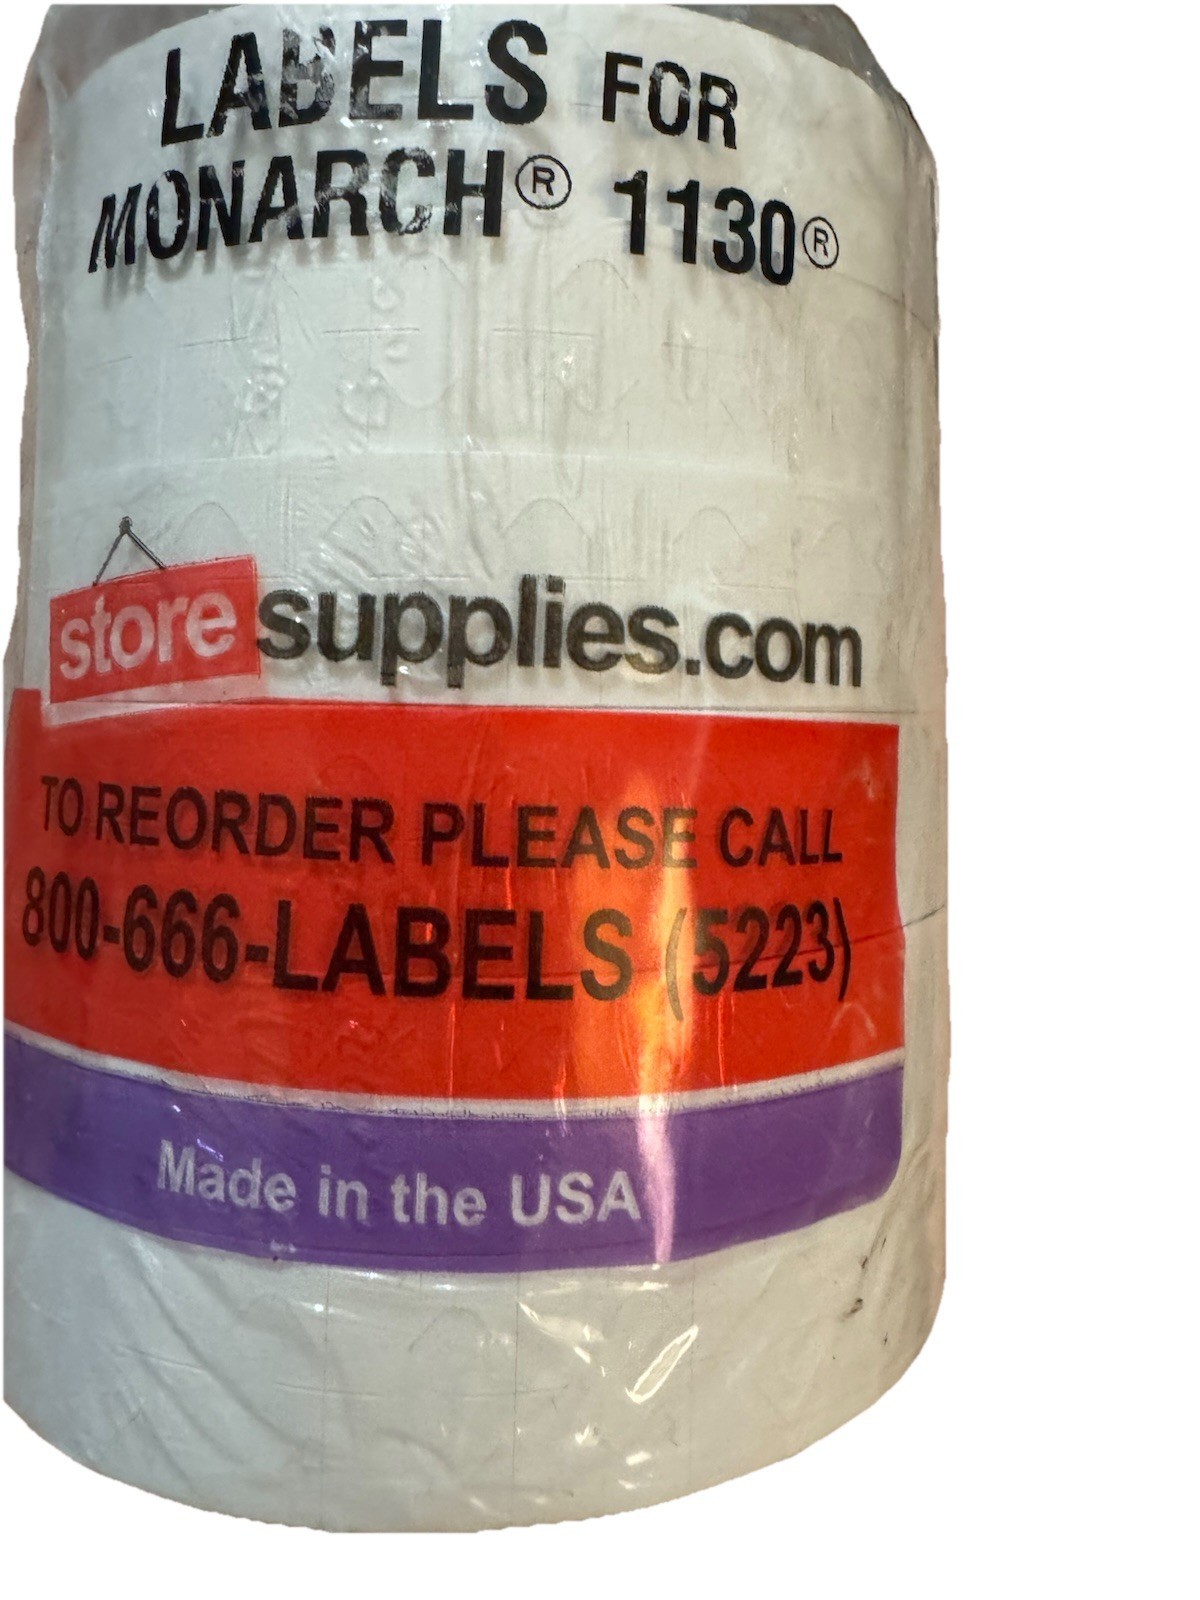 LABELS FOR
MONARCH® 1130®
storesupplies.com
TO REORDER PLEASE CALL
800-666-LABELS (5223)
Made in the USA